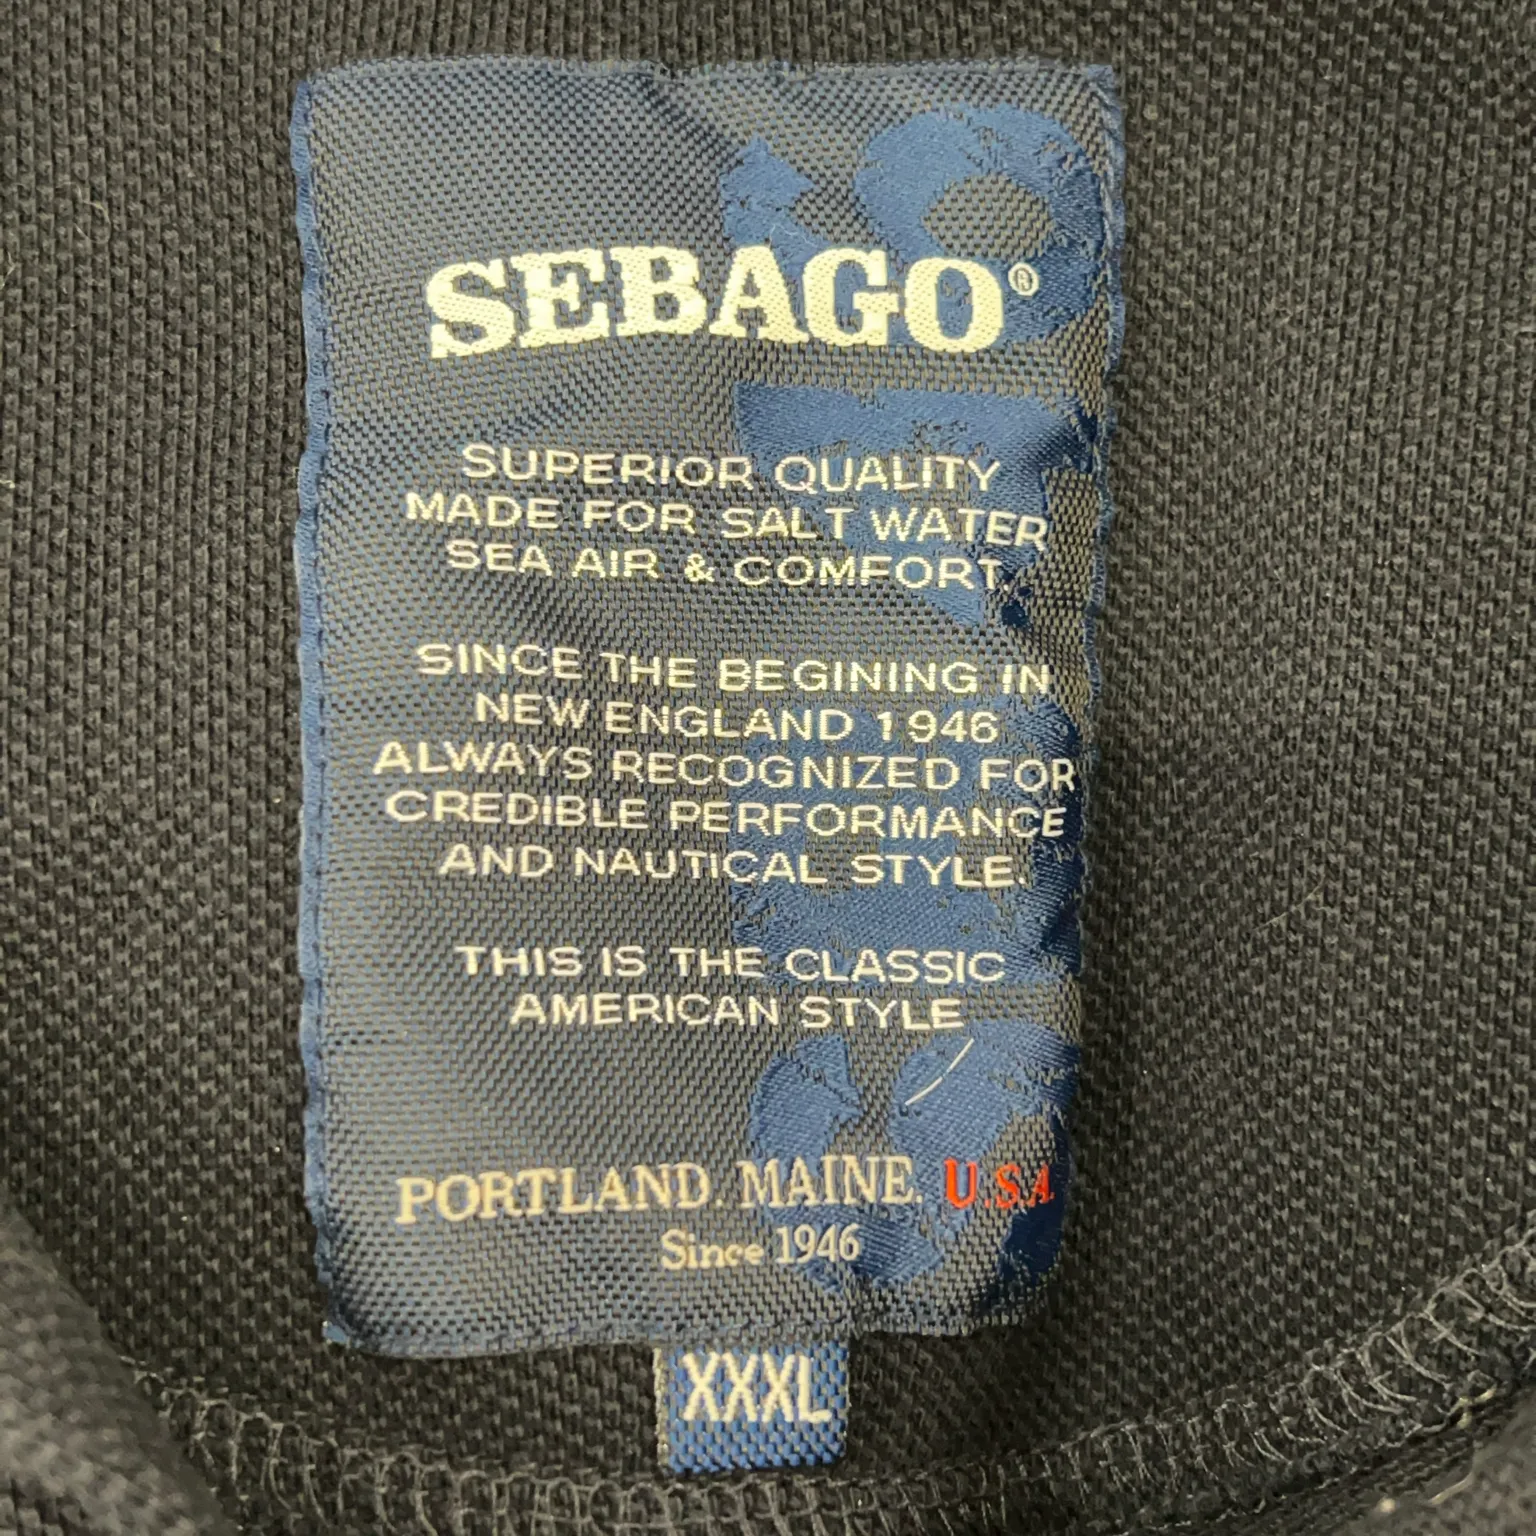 SEBAGO®
SUPERIOR QUALITY
MADE FOR SALT WATER
SEA AIR & COMFORT.
SINCE THE BEGINING IN
NEW ENGLAND 1946
ALWAYS RECOGNIZED FOR
CREDIBLE PERFORMANCE
AND NAUTICAL STYLE.
THIS IS THE CLASSIC
AMERICAN STYLE
PORTLAND. MAINE. U.S.A.
Since 1946
XXXL